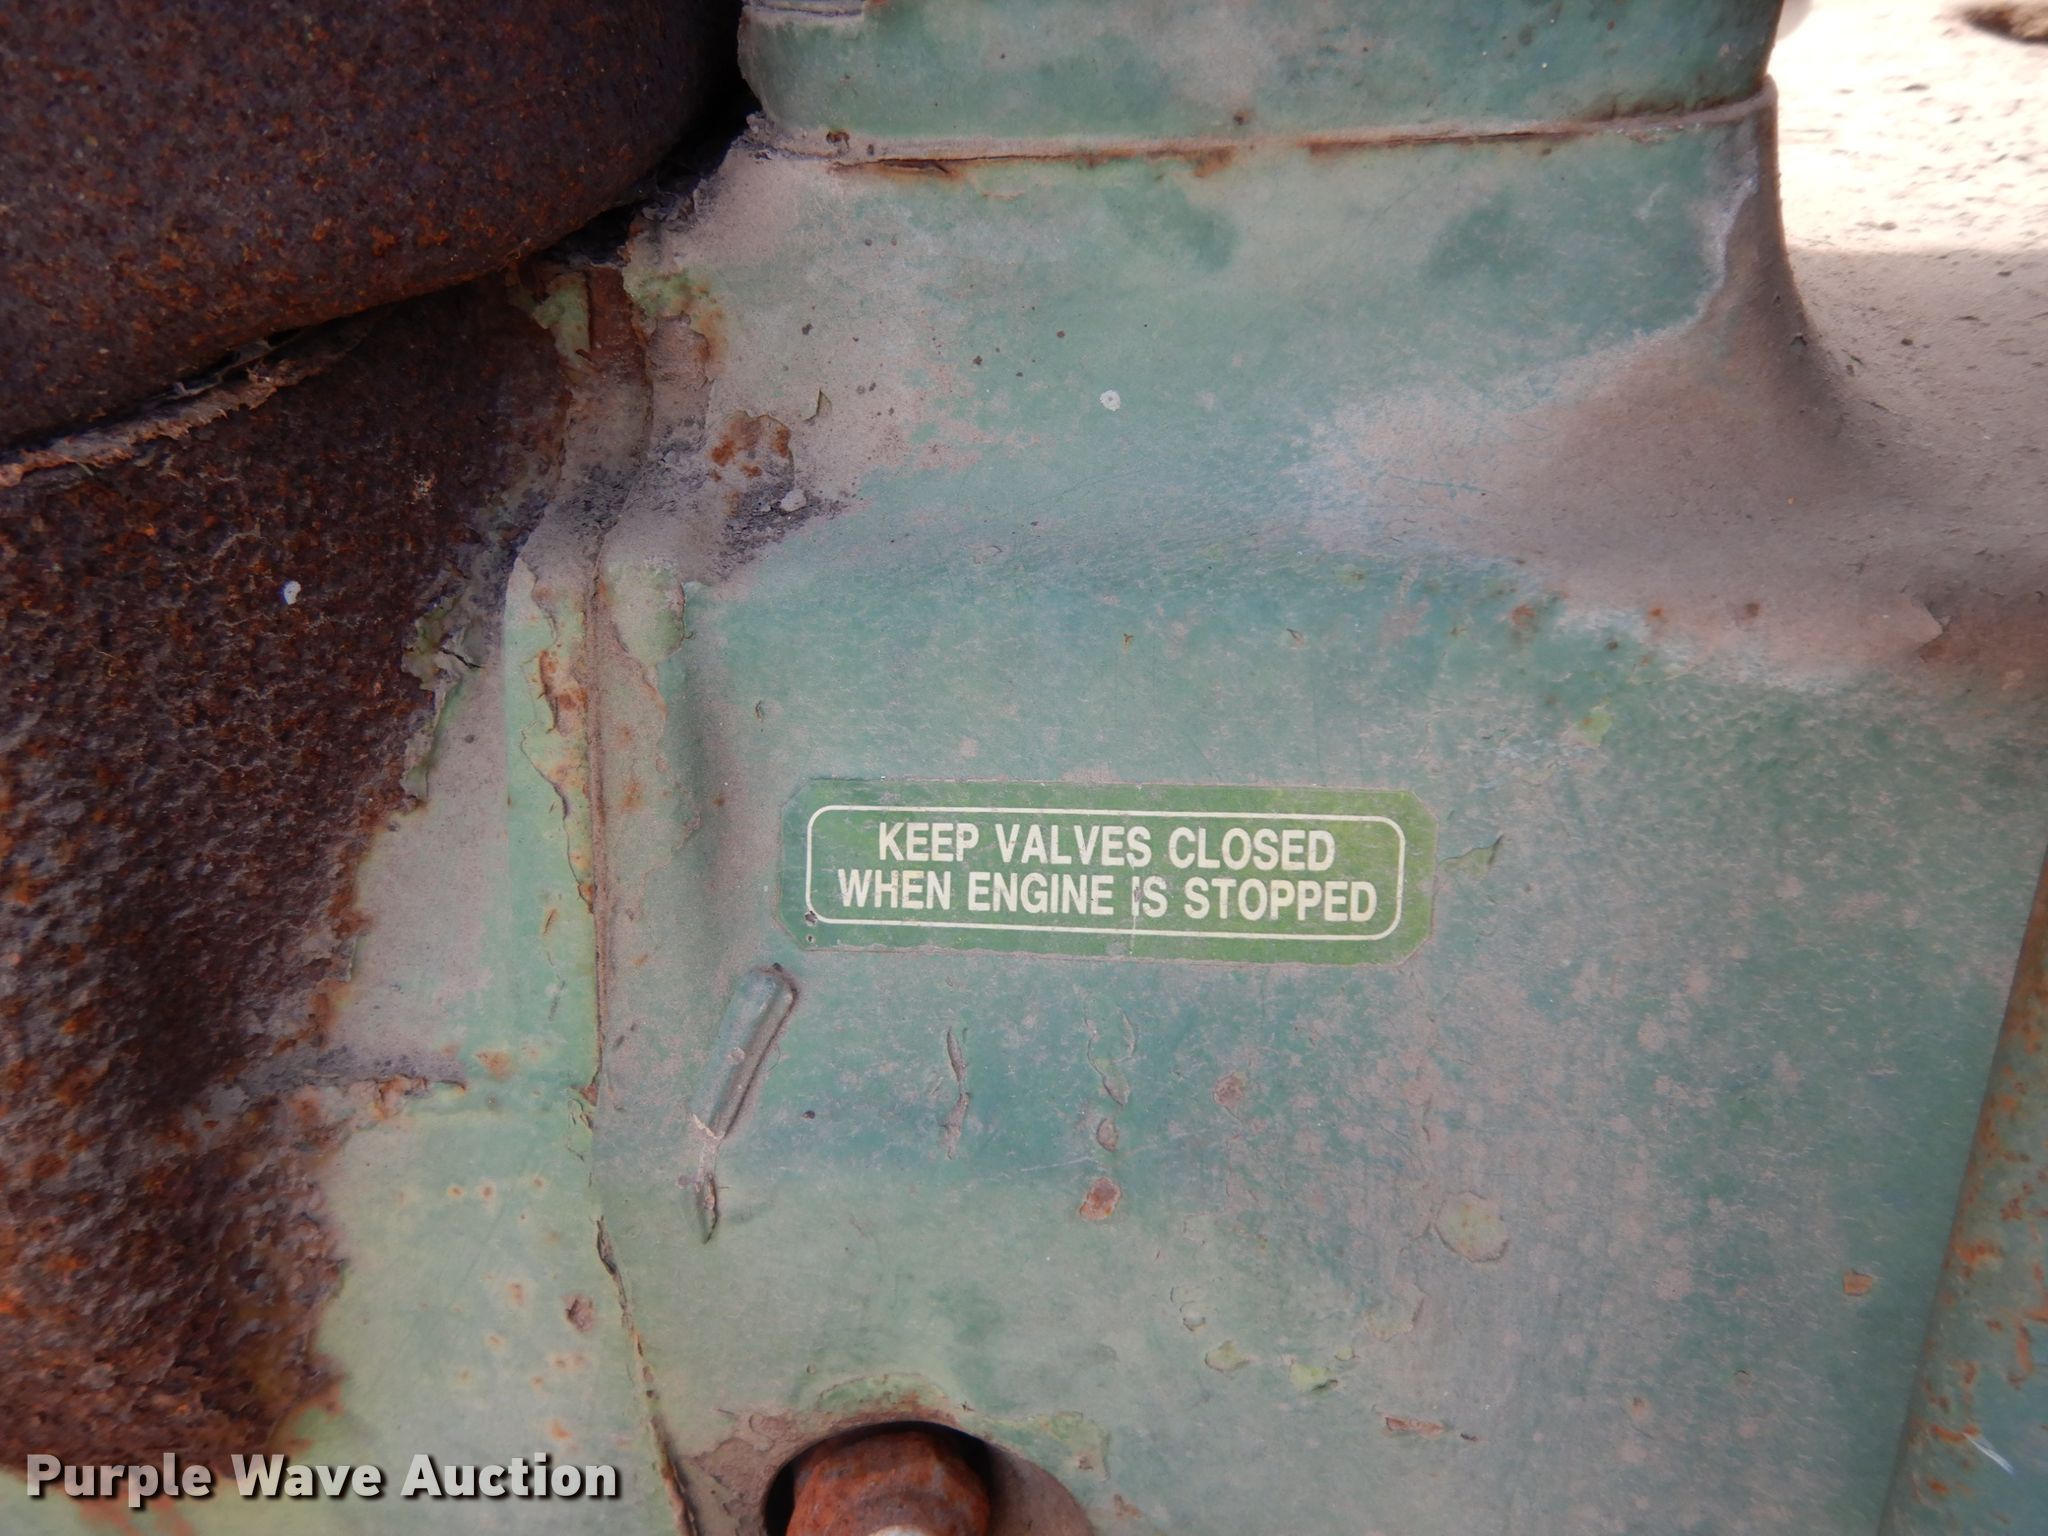 KEEP VALVES CLOSED
WHEN ENGINE IS STOPPED
Purple Wave Auction